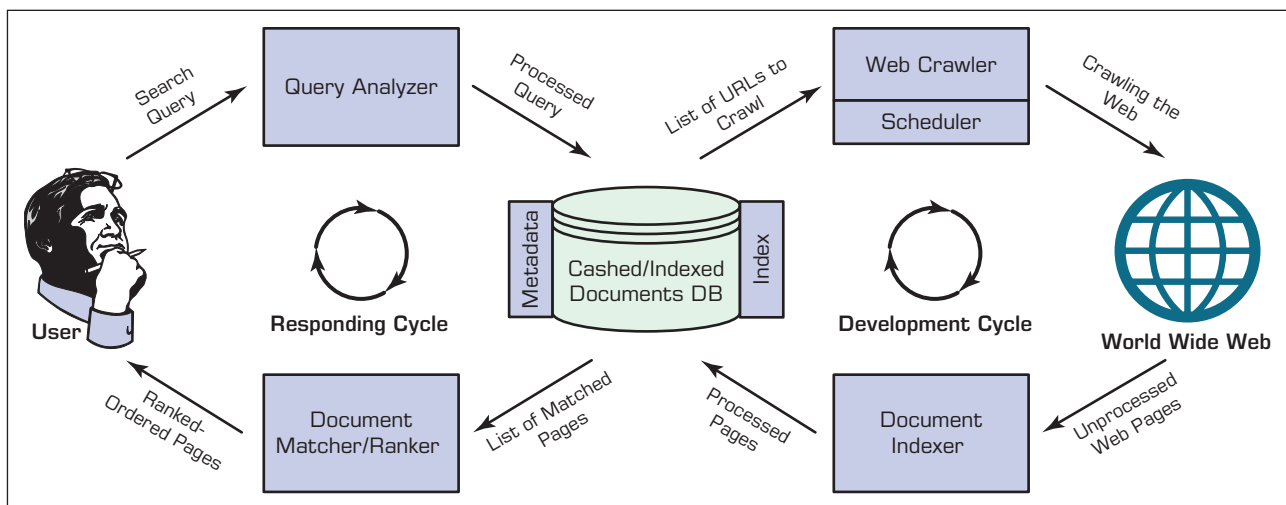 Search
Query
Query Analyzer
Processed
Query
List of URLs to
Crawl
Web Crawler
Scheduler
Crawling the
Web
User
Responding Cycle
Metadata
Cashed/Indexed
Documents DB
Index
Development Cycle
World Wide Web
Ranked-
Ordered Pages
Document
Matcher/Ranker
List of Matched
Pages
Processed
Pages
Document
Indexer
Unprocessed
Web Pages